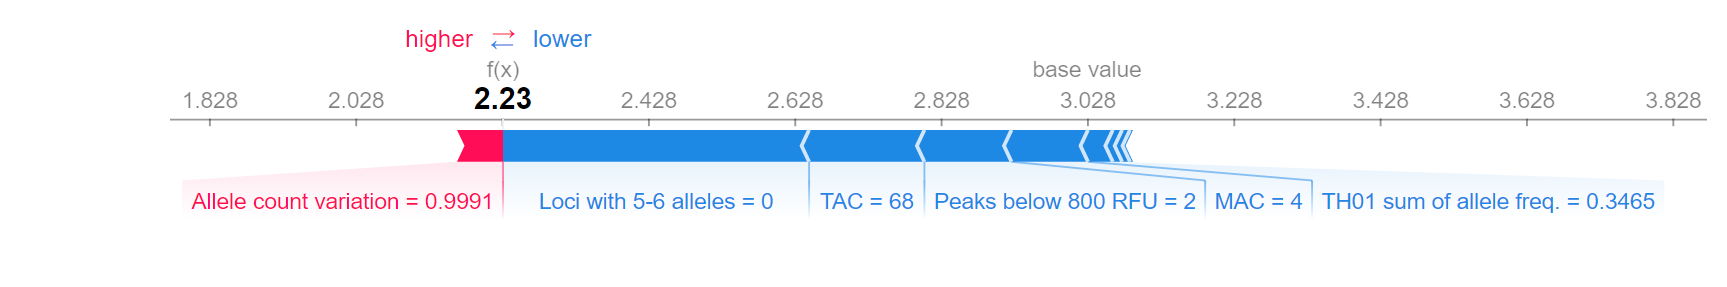 higher lower
f(x) base value
1.828 2.028 2.23 2.428 2.628 2.828 3.028 3.228 3.428 3.628 3.828
Allele count variation = 0.9991 Loci with 5-6 alleles = 0 TAC = 68 Peaks below 800 RFU = 2 MAC = 4 TH01 sum of allele freq. = 0.3465